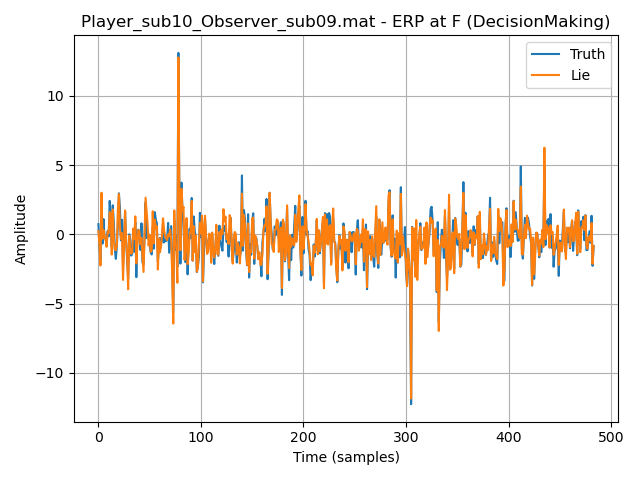 Player_sub10_Observer_sub09.mat - ERP at F (DecisionMaking)
Truth
Lie
Amplitude
10
5
0
−5
−10
0
100
200
300
400
500
Time (samples)